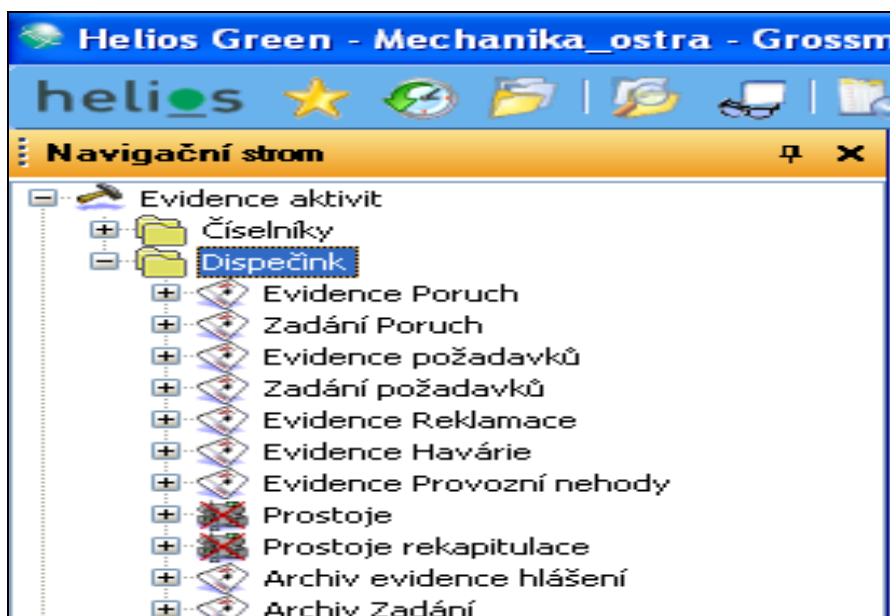 Helios Green - Mechanika_ostra - Grossm
helios
Navigační strom
Evidence aktivit
Číselníky
Dispečink
Evidence Poruch
Zadání Poruch
Evidence požadavků
Zadání požadavků
Evidence Reklamace
Evidence Havárie
Evidence Provozní nehody
Prostoje
Prostoje rekapitulace
Archiv evidence hlášení
Archiv Zadání